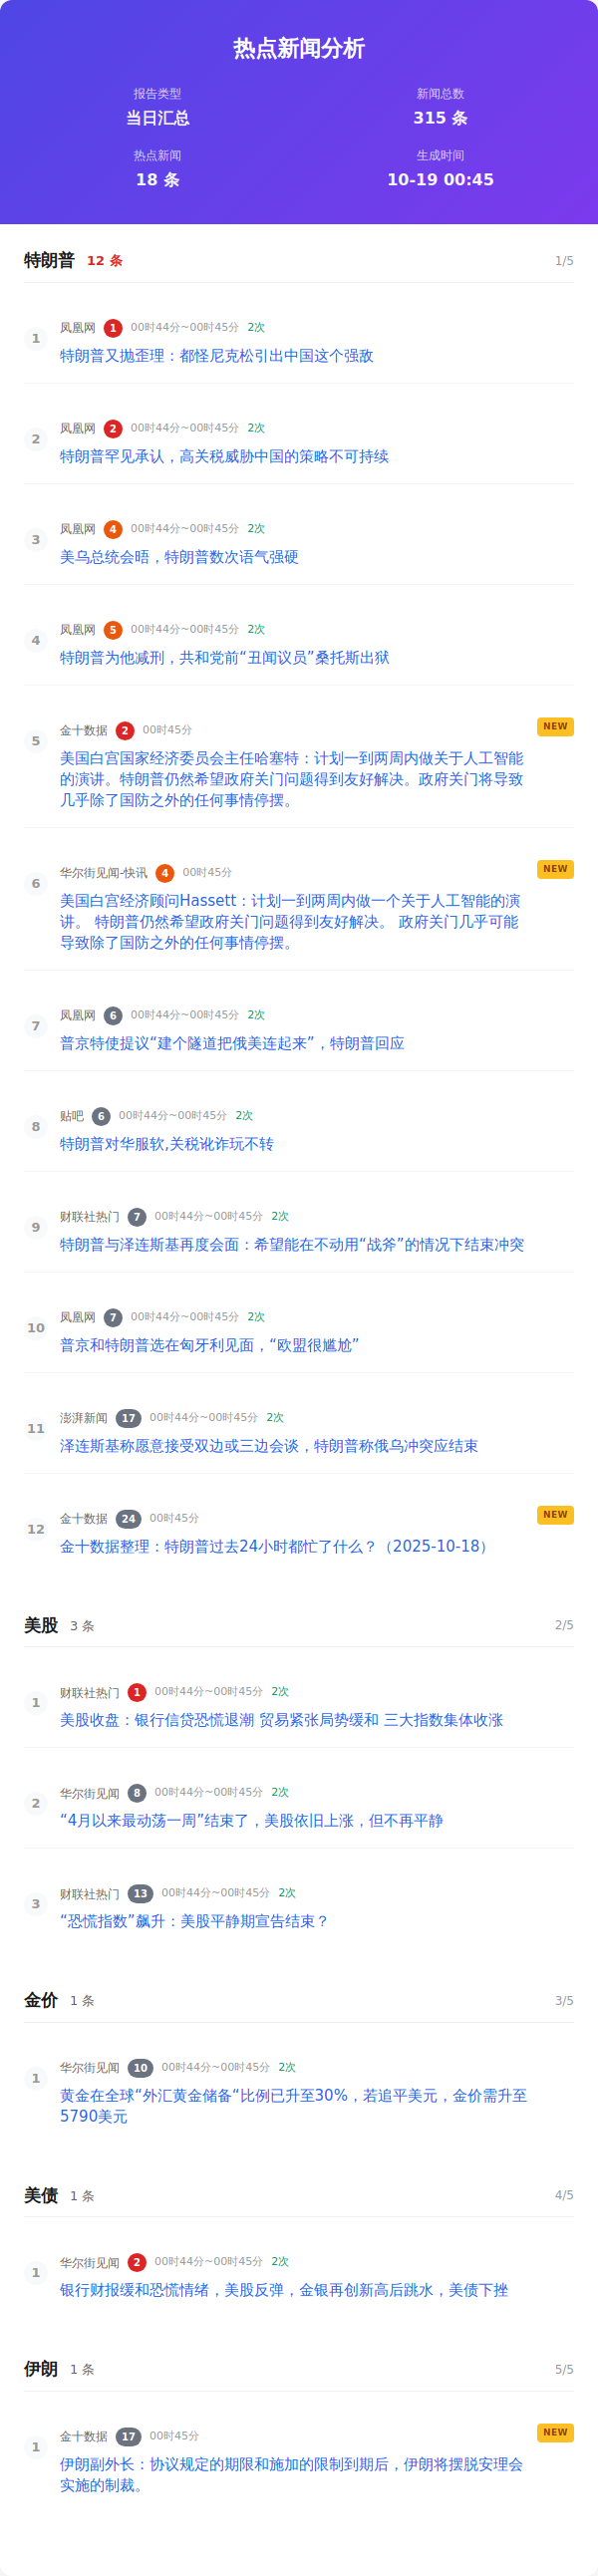 热点新闻分析
报告类型
新闻总数
当日汇总
315 条
热点新闻
生成时间
18 条
10-19 00:45
特朗普 12 条 1/5
1 凤凰网 1 00时44分~00时45分 2次
特朗普又抛歪理：都怪尼克松引出中国这个强敌
2 凤凰网 2 00时44分~00时45分 2次
特朗普罕见承认，高关税威胁中国的策略不可持续
3 凤凰网 4 00时44分~00时45分 2次
美乌总统会晤，特朗普数次语气强硬
4 凤凰网 5 00时44分~00时45分 2次
特朗普为他减刑，共和党前“丑闻议员”桑托斯出狱
5 金十数据 2 00时45分 NEW
美国白宫国家经济委员会主任哈塞特：计划一到两周内做关于人工智能
的演讲。特朗普仍然希望政府关门问题得到友好解决。政府关门将导致
几乎除了国防之外的任何事情停摆。
6 华尔街见闻-快讯 4 00时45分 NEW
美国白宫经济顾问Hassett：计划一到两周内做一个关于人工智能的演
讲。 特朗普仍然希望政府关门问题得到友好解决。 政府关门几乎可能
导致除了国防之外的任何事情停摆。
7 凤凰网 6 00时44分~00时45分 2次
普京特使提议“建个隧道把俄美连起来”，特朗普回应
8 贴吧 6 00时44分~00时45分 2次
特朗普对华服软,关税讹诈玩不转
9 财联社热门 7 00时44分~00时45分 2次
特朗普与泽连斯基再度会面：希望能在不动用“战斧”的情况下结束冲突
10 凤凰网 7 00时44分~00时45分 2次
普京和特朗普选在匈牙利见面，“欧盟很尴尬”
11 澎湃新闻 17 00时44分~00时45分 2次
泽连斯基称愿意接受双边或三边会谈，特朗普称俄乌冲突应结束
12 金十数据 24 00时45分 NEW
金十数据整理：特朗普过去24小时都忙了什么？（2025-10-18）
美股 3 条 2/5
1 财联社热门 1 00时44分~00时45分 2次
美股收盘：银行信贷恐慌退潮 贸易紧张局势缓和 三大指数集体收涨
2 华尔街见闻 8 00时44分~00时45分 2次
“4月以来最动荡一周”结束了，美股依旧上涨，但不再平静
3 财联社热门 13 00时44分~00时45分 2次
“恐慌指数”飙升：美股平静期宣告结束？
金价 1 条 3/5
1 华尔街见闻 10 00时44分~00时45分 2次
黄金在全球“外汇黄金储备“比例已升至30%，若追平美元，金价需升至
5790美元
美债 1 条 4/5
1 华尔街见闻 2 00时44分~00时45分 2次
银行财报缓和恐慌情绪，美股反弹，金银再创新高后跳水，美债下挫
伊朗 1 条 5/5
1 金十数据 17 00时45分 NEW
伊朗副外长：协议规定的期限和施加的限制到期后，伊朗将摆脱安理会
实施的制裁。